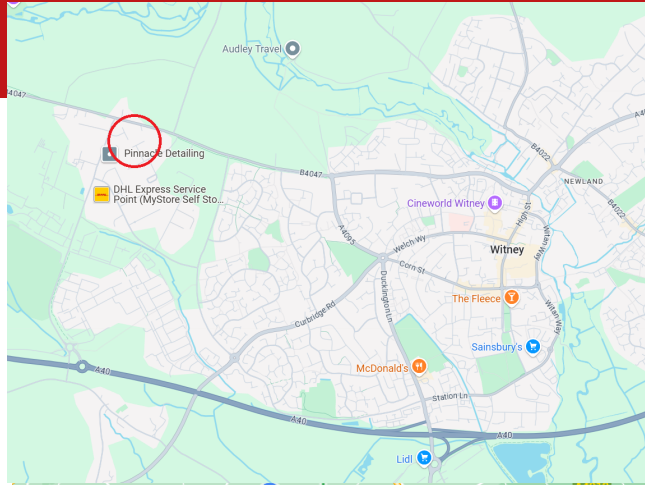 Audley Travel
B4047
Pinnacle Detailing
DHL Express Service
Point (MyStore Self Sto...
B4047
B4022
NEWLAND
B4022
Cineworld Witney
High St
Witan Way
A4095
Welch Wy
Witney
Corn St
Ducklington Ln
The Fleece
Witan Way
Curbridge Rd
Sainsbury's
McDonald's
A40
Station Ln
A40
A40
Lidl